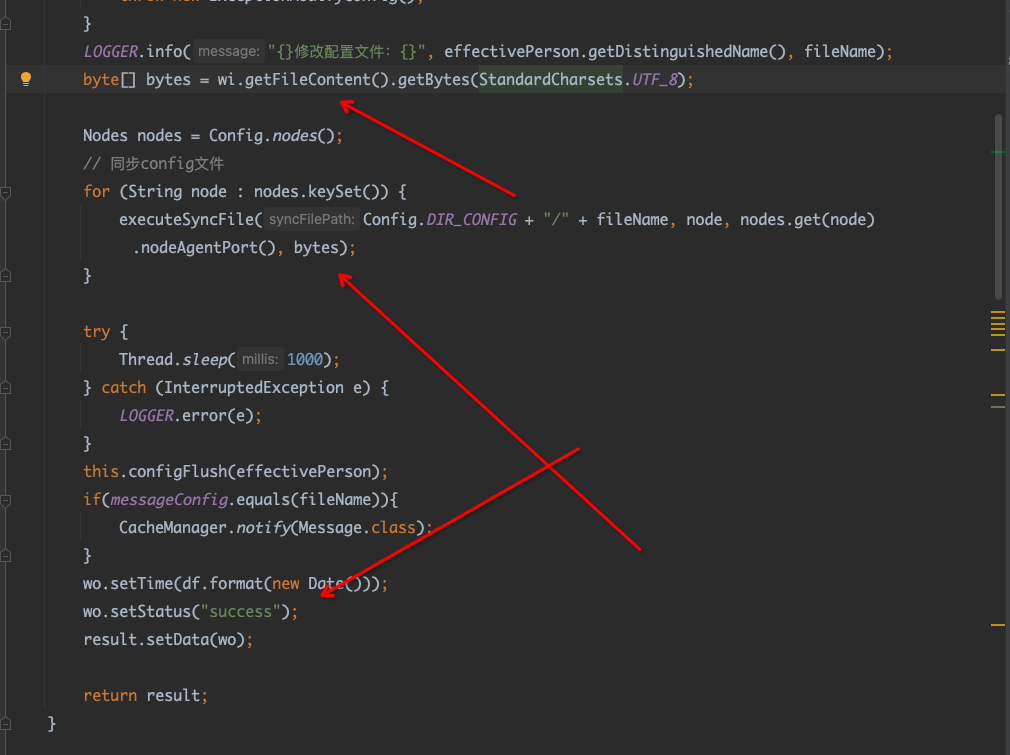 }
LOGGER.info( message: "{}修改配置文件: {}", effectivePerson.getDistinguishedName(), fileName);
byte[] bytes = wi.getFileContent().getBytes(StandardCharsets.UTF_8);
Nodes nodes = Config.nodes();
// 同步config文件
for (String node : nodes.keySet()) {
executeSyncFile( syncFilePath: Config.DIR_CONFIG + "/" + fileName, node, nodes.get(node)
.nodeAgentPort(), bytes);
}
try {
Thread.sleep( millis: 1000);
} catch (InterruptedException e) {
LOGGER.error(e);
}
this.configFlush(effectivePerson);
if(messageConfig.equals(fileName)){
CacheManager.notify(Message.class);
}
wo.setTime(df.format(new Date()));
wo.setStatus("success");
result.setData(wo);
return result;
}